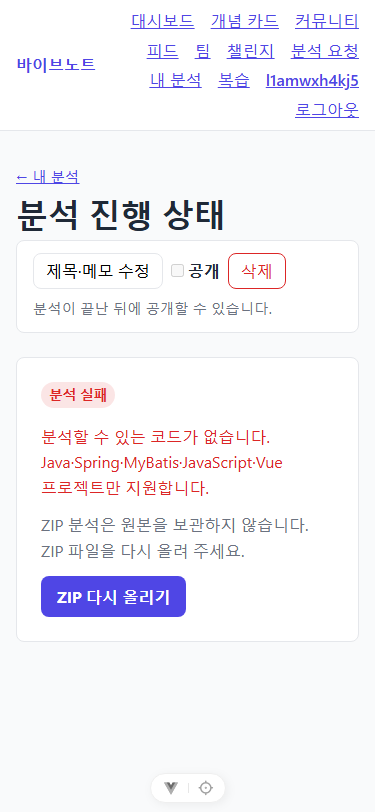 바이브노트
대시보드 개념 카드 커뮤니티
피드 팀 챌린지 분석 요청
내 분석 복습 l1amwxh4kj5
로그아웃
← 내 분석
분석 진행 상태
제목·메모 수정 공개 삭제
분석이 끝난 뒤에 공개할 수 있습니다.
분석 실패
분석할 수 있는 코드가 없습니다.
Java·Spring·MyBatis·JavaScript·Vue
프로젝트만 지원합니다.
ZIP 분석은 원본을 보관하지 않습니다.
ZIP 파일을 다시 올려 주세요.
ZIP 다시 올리기